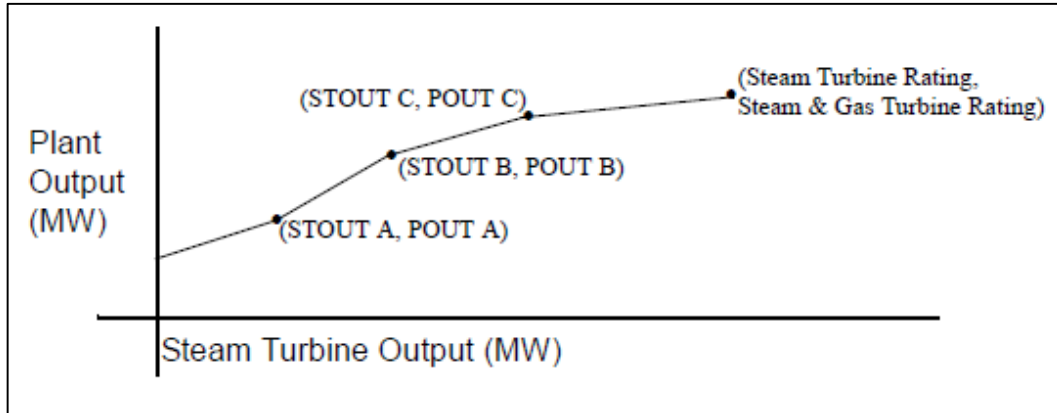 (Steam Turbine Rating,
Steam & Gas Turbine Rating)
(STOUT C, POUT C)
Plant
Output
(MW)
(STOUT B, POUT B)
(STOUT A, POUT A)
Steam Turbine Output (MW)